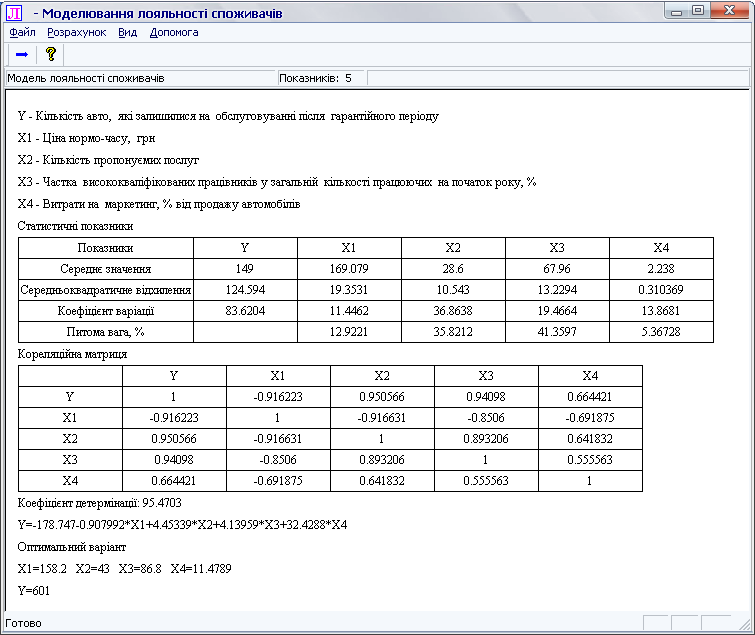 Л - Моделювання лояльності споживачів
Файл Розрахунок Вид Допомога
Модель лояльності споживачів Показників: 5
Y - Кількість авто, які залишилися на обслуговуванні після гарантійного періоду
X1 - Ціна нормо-часу, грн
X2 - Кількість пропонуємих послуг
X3 - Частка висококваліфікованих працівників у загальній кількості працюючих на початок року, %
X4 - Витрати на маркетинг, % від продажу автомобілів
Статистичні показники
Показники Y X1 X2 X3 X4
Середнє значення 149 169.079 28.6 67.96 2.238
Середньоквадратичне відхилення 124.594 19.3531 10.543 13.2294 0.310369
Коефіцієнт варіації 83.6204 11.4462 36.8638 19.4664 13.8681
Питома вага, % 12.9221 35.8212 41.3597 5.36728
Кореляційна матриця
Y X1 X2 X3 X4
Y 1 -0.916223 0.950566 0.94098 0.664421
X1 -0.916223 1 -0.916631 -0.8506 -0.691875
X2 0.950566 -0.916631 1 0.893206 0.641832
X3 0.94098 -0.8506 0.893206 1 0.555563
X4 0.664421 -0.691875 0.641832 0.555563 1
Коефіцієнт детермінації: 95.4703
Y=-178.747-0.907992*X1+4.45339*X2+4.13959*X3+32.4288*X4
Оптимальний варіант
X1=158.2 X2=43 X3=86.8 X4=11.4789
Y=601
Готово